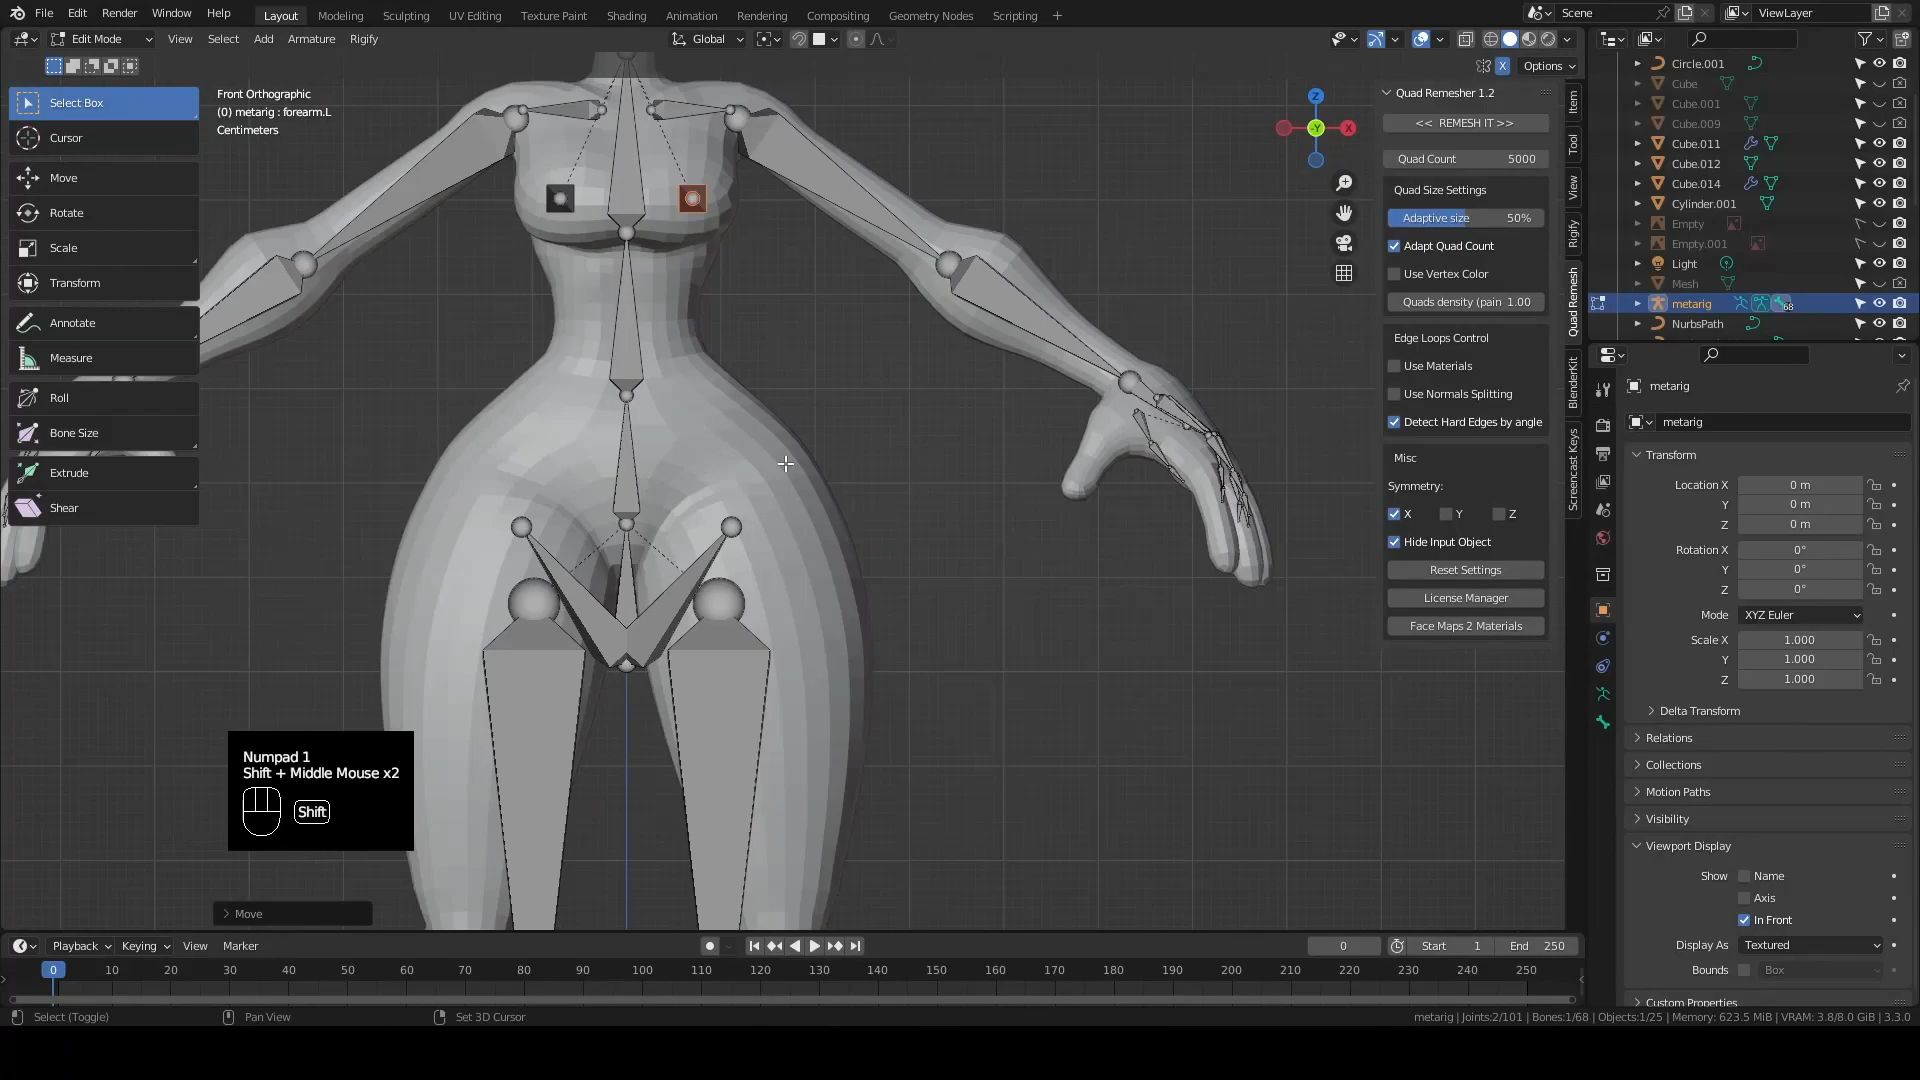 File Edit Render Window Help Layout Modeling Sculpting UV Editing Texture Paint Shading Animation Rendering Compositing Geometry Nodes Scripting + Scene ViewLayer
Edit Mode View Select Add Armature Rigify Global
X Options
Select Box
Cursor
Move
Rotate
Scale
Transform
Annotate
Measure
Roll
Bone Size
Extrude
Shear
Front Orthographic
(0) metarig : forearm.L
Centimeters
Z
-Y
X
Quad Remesher 1.2
<< REMESH IT >>
Quad Count 5000
Quad Size Settings
Adaptive size 50%
Adapt Quad Count
Use Vertex Color
Quads density (pain 1.00
Edge Loops Control
Use Materials
Use Normals Splitting
Detect Hard Edges by angle
Misc
Symmetry:
X Y Z
Hide Input Object
Reset Settings
License Manager
Face Maps 2 Materials
Item
Tool
View
Rigify
Quad Remesh
BlenderKit
Screencast Keys
Circle.001
Cube
Cube.001
Cube.009
Cube.011
Cube.012
Cube.014
Cylinder.001
Empty
Empty.001
Light
Mesh
metarig 68
NurbsPath
metarig
metarig
Transform
Location X 0 m
Y 0 m
Z 0 m
Rotation X 0°
Y 0°
Z 0°
Mode XYZ Euler
Scale X 1.000
Y 1.000
Z 1.000
Delta Transform
Relations
Collections
Motion Paths
Visibility
Viewport Display
Show Name
Axis
In Front
Display As Textured
Bounds Box
Custom Properties
Numpad 1
Shift + Middle Mouse x2
Shift
Move
Playback Keying View Marker 0 Start 1 End 250
0 10 20 30 40 50 60 70 80 90 100 110 120 130 140 150 160 170 180 190 200 210 220 230 240 250
Select (Toggle) Pan View Set 3D Cursor metarig | Joints:2/101 | Bones:1/68 | Objects:1/25 | Memory: 623.5 MiB | VRAM: 3.8/8.0 GiB | 3.3.0